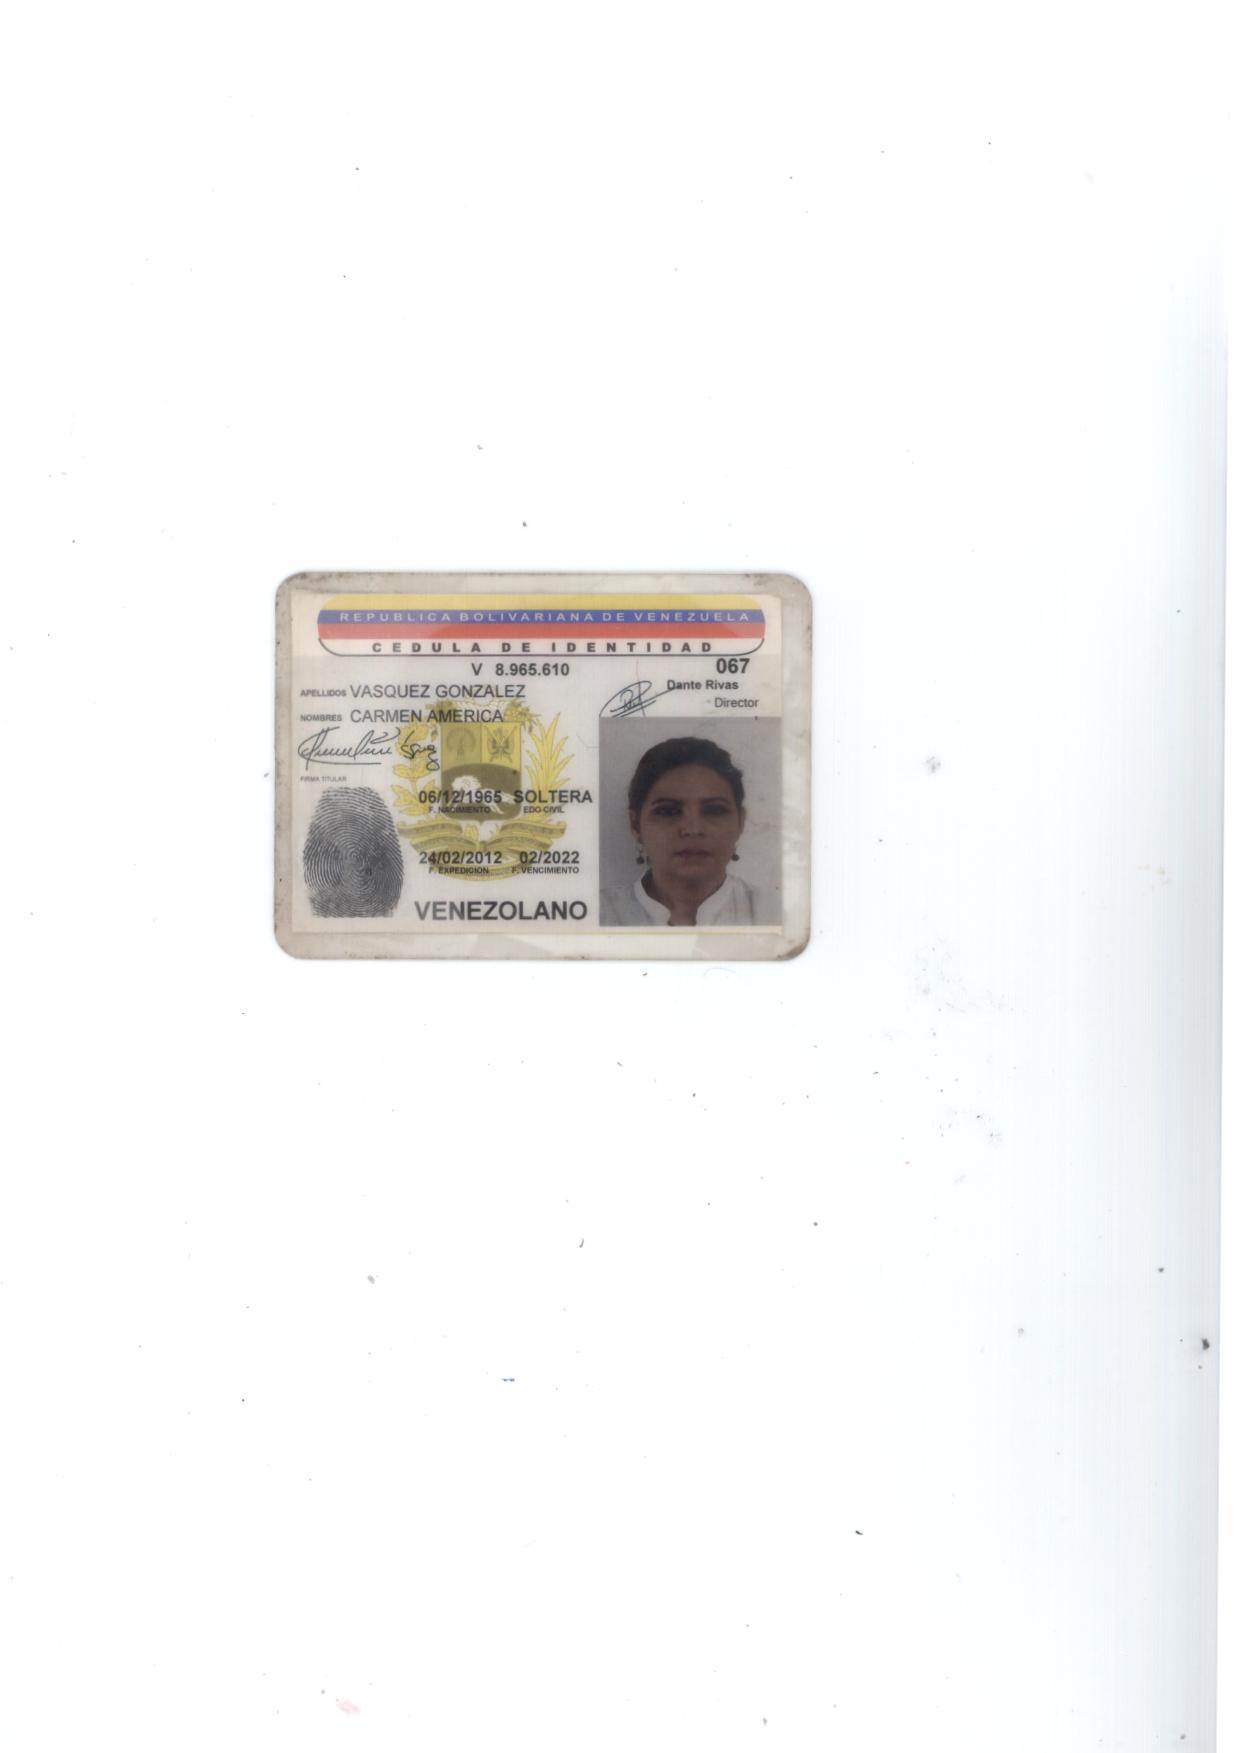 REPUBLICA BOLIVARIANA DE VENEZUELA
CEDULA DE IDENTIDAD
V 8.965.610 067
APELLIDOS VASQUEZ GONZALEZ Dante Rivas
Director
NOMBRES CARMEN AMERICA
FIRMA TITULAR
06/12/1965 SOLTERA
F. NACIMIENTO EDO CIVIL
24/02/2012 02/2022
F. EXPEDICION F. VENCIMIENTO
VENEZOLANO